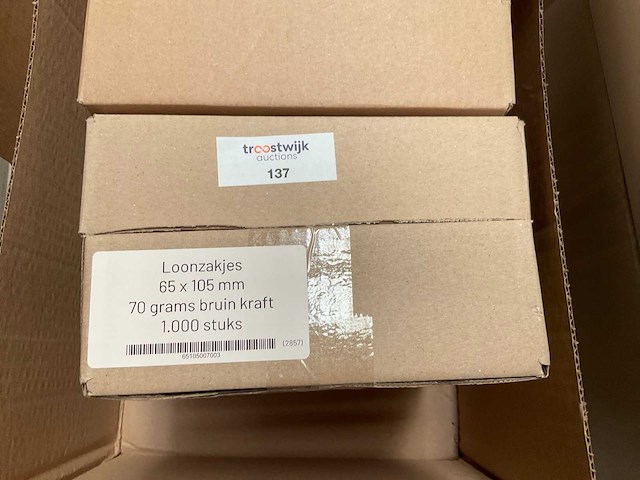 troostwijk
auctions
137
Loonzakjes
65 x 105 mm
70 grams bruin kraft
1.000 stuks
(2857)
65105007003